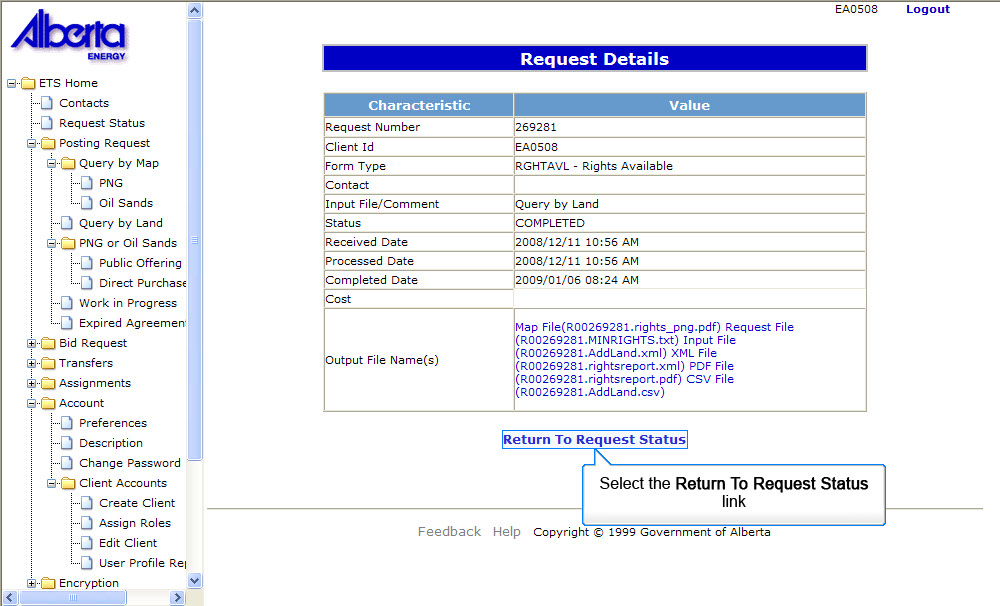 Alberta
ENERGY
EA0508 Logout
ETS Home
Contacts
Request Status
Posting Request
Query by Map
PNG
Oil Sands
Query by Land
PNG or Oil Sands
Public Offering
Direct Purchase
Work in Progress
Expired Agreemen
Bid Request
Transfers
Assignments
Account
Preferences
Description
Change Password
Client Accounts
Create Client
Assign Roles
Edit Client
User Profile Rep
Encryption
Request Details
Characteristic Value
Request Number 269281
Client Id EA0508
Form Type RGHTAVL - Rights Available
Contact
Input File/Comment Query by Land
Status COMPLETED
Received Date 2008/12/11 10:56 AM
Processed Date 2008/12/11 10:56 AM
Completed Date 2009/01/06 08:24 AM
Cost
Output File Name(s)
Map File(R00269281.rights_png.pdf) Request File
(R00269281.MINRIGHTS.txt) Input File
(R00269281.AddLand.xml) XML File
(R00269281.rightsreport.xml) PDF File
(R00269281.rightsreport.pdf) CSV File
(R00269281.AddLand.csv)
Return To Request Status
Select the Return To Request Status
link
Feedback Help Copyright © 1999 Government of Alberta